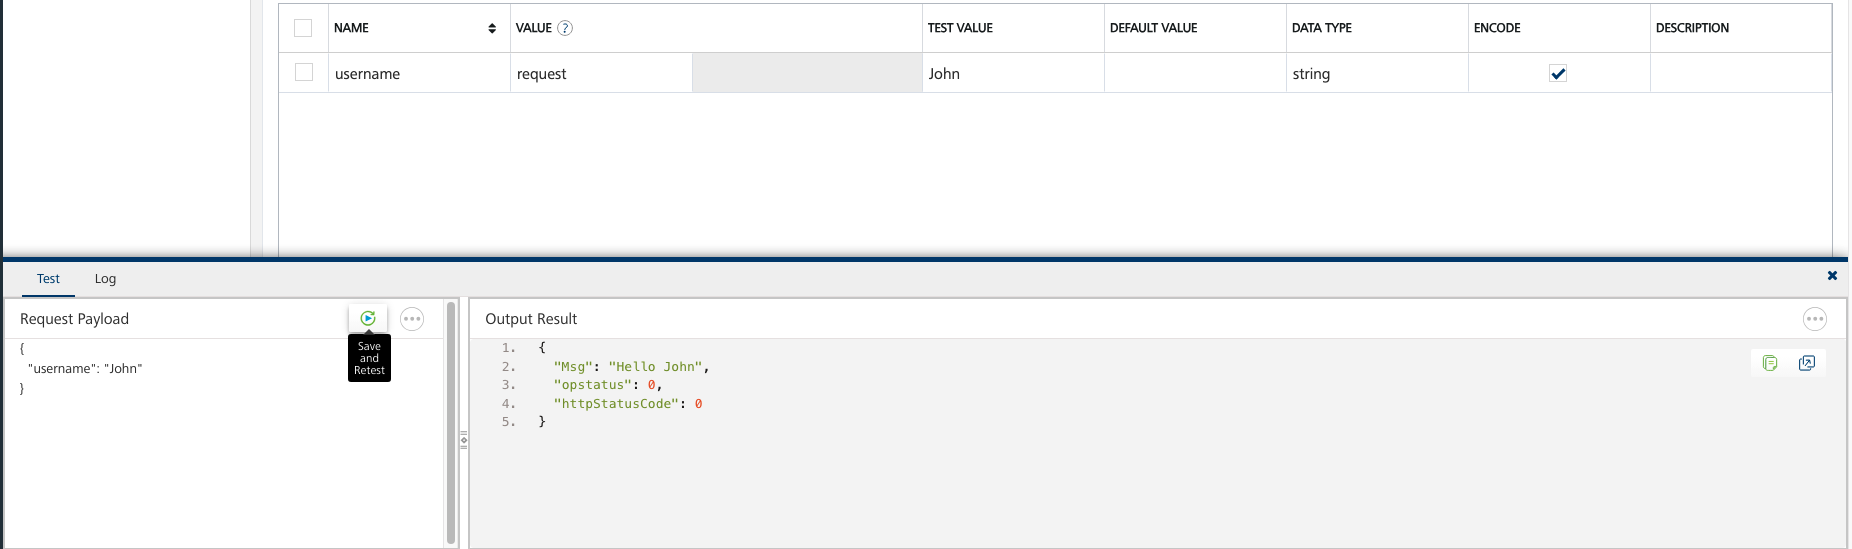 NAME VALUE ? TEST VALUE DEFAULT VALUE DATA TYPE ENCODE DESCRIPTION
username request John string
Test Log
Request Payload
{
"username": "John"
}
Save
and
Retest
Output Result
1. {
2. "Msg": "Hello John",
3. "opstatus": 0,
4. "httpStatusCode": 0
5. }